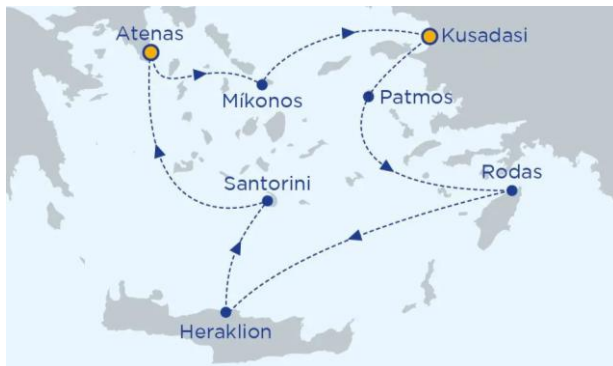 Atenas
Kusadasi
Míkonos
Patmos
Rodas
Santorini
Heraklion